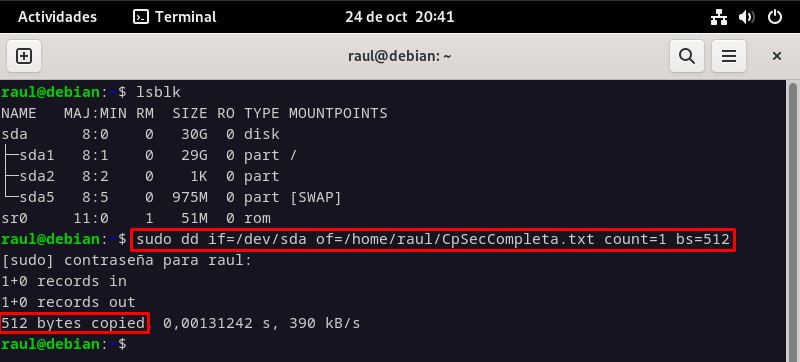 Actividades Terminal 24 de oct 20:41
raul@debian: ~
raul@debian:~$ lsblk
NAME MAJ:MIN RM SIZE RO TYPE MOUNTPOINTS
sda 8:0 0 30G 0 disk
├─sda1 8:1 0 29G 0 part /
├─sda2 8:2 0 1K 0 part
└─sda5 8:5 0 975M 0 part [SWAP]
sr0 11:0 1 51M 0 rom
raul@debian:~$ sudo dd if=/dev/sda of=/home/raul/CpSecCompleta.txt count=1 bs=512
[sudo] contraseña para raul:
1+0 records in
1+0 records out
512 bytes copied, 0,00131242 s, 390 kB/s
raul@debian:~$